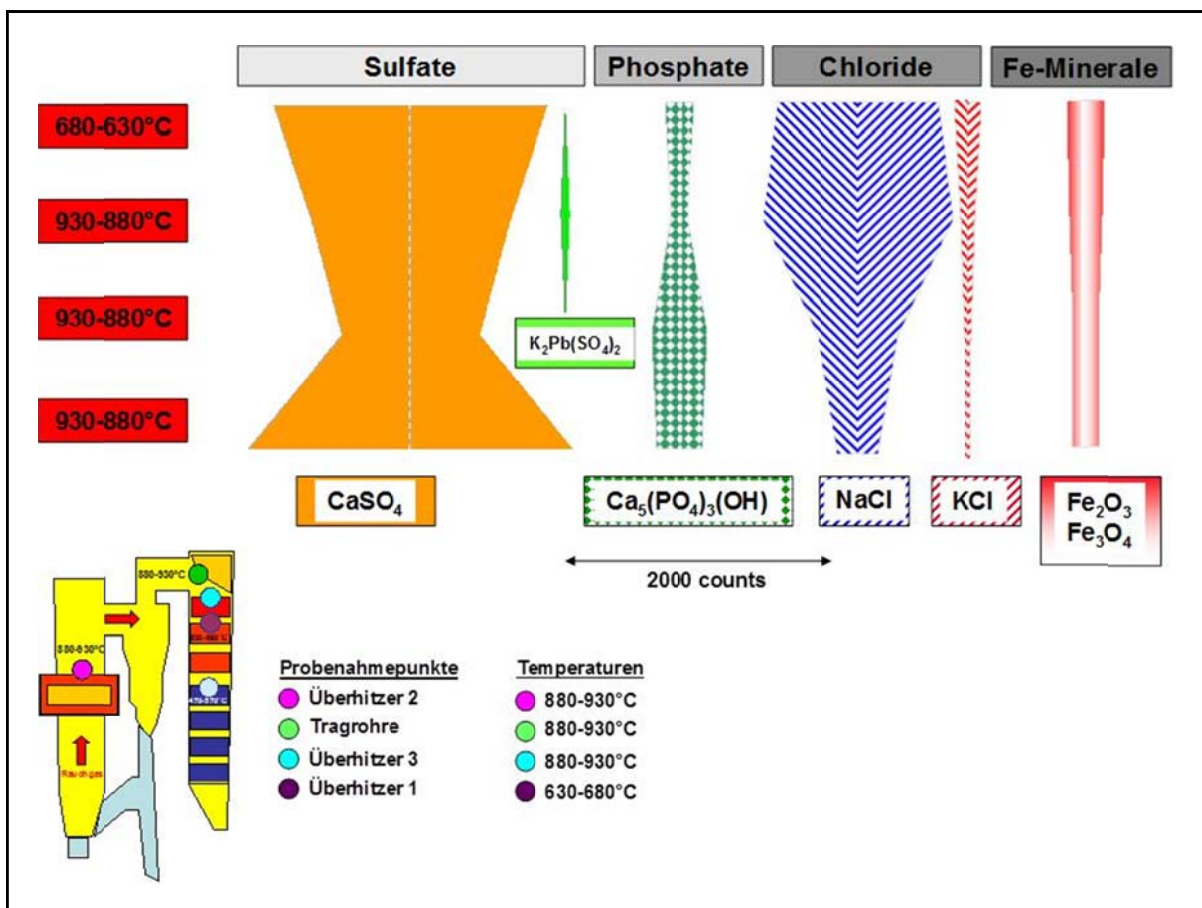 Sulfate
Phosphate
Chloride
Fe-Minerale
680-630°C
930-880°C
930-880°C
930-880°C
K₂Pb(SO₄)₂
CaSO₄
Ca₅(PO₄)₃(OH)
NaCl
KCl
Fe₂O₃
Fe₃O₄
2000 counts
880-930°C
880-930°C
Rauchgas
Probenahmepunkte
Überhitzer 2
Tragrohre
Überhitzer 3
Überhitzer 1
Temperaturen
880-930°C
880-930°C
880-930°C
630-680°C